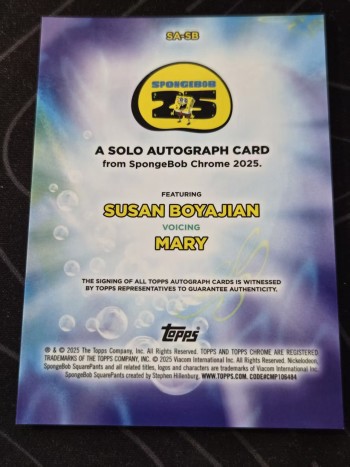 SA-SB
SPONGEBOB
25
A SOLO AUTOGRAPH CARD
from SpongeBob Chrome 2025.
FEATURING
SUSAN BOYAJIAN
VOICING
MARY
THE SIGNING OF ALL TOPPS AUTOGRAPH CARDS IS WITNESSED
BY TOPPS REPRESENTATIVES TO GUARANTEE AUTHENTICITY.
topps
® & © 2025 The Topps Company, Inc. All Rights Reserved. TOPPS AND TOPPS CHROME ARE REGISTERED
TRADEMARKS OF THE TOPPS COMPANY, INC. © 2025 Viacom International Inc. All Rights Reserved. Nickelodeon,
SpongeBob SquarePants and all related titles, logos and characters are trademarks of Viacom International Inc.
SpongeBob SquarePants created by Stephen Hillenburg. WWW.TOPPS.COM. CODE#CMP106484